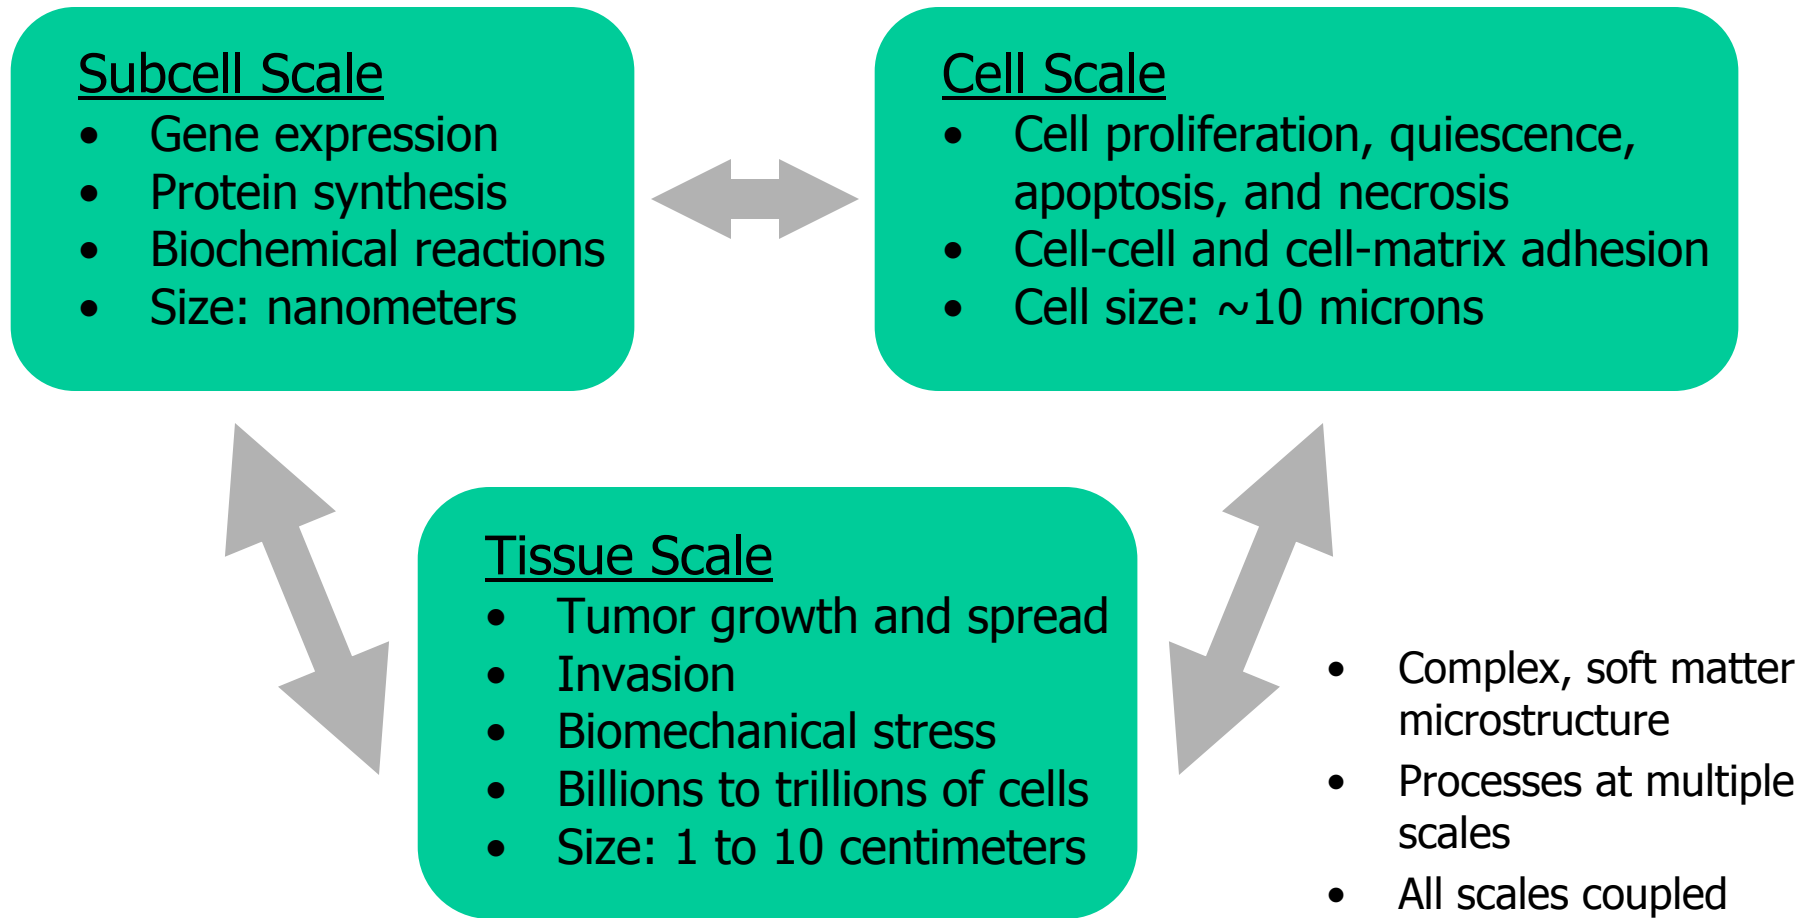 Subcell Scale
• Gene expression
• Protein synthesis
• Biochemical reactions
• Size: nanometers
Cell Scale
• Cell proliferation, quiescence,
apoptosis, and necrosis
• Cell-cell and cell-matrix adhesion
• Cell size: ~10 microns
Tissue Scale
• Tumor growth and spread
• Invasion
• Biomechanical stress
• Billions to trillions of cells
• Size: 1 to 10 centimeters
• Complex, soft matter
microstructure
• Processes at multiple
scales
• All scales coupled